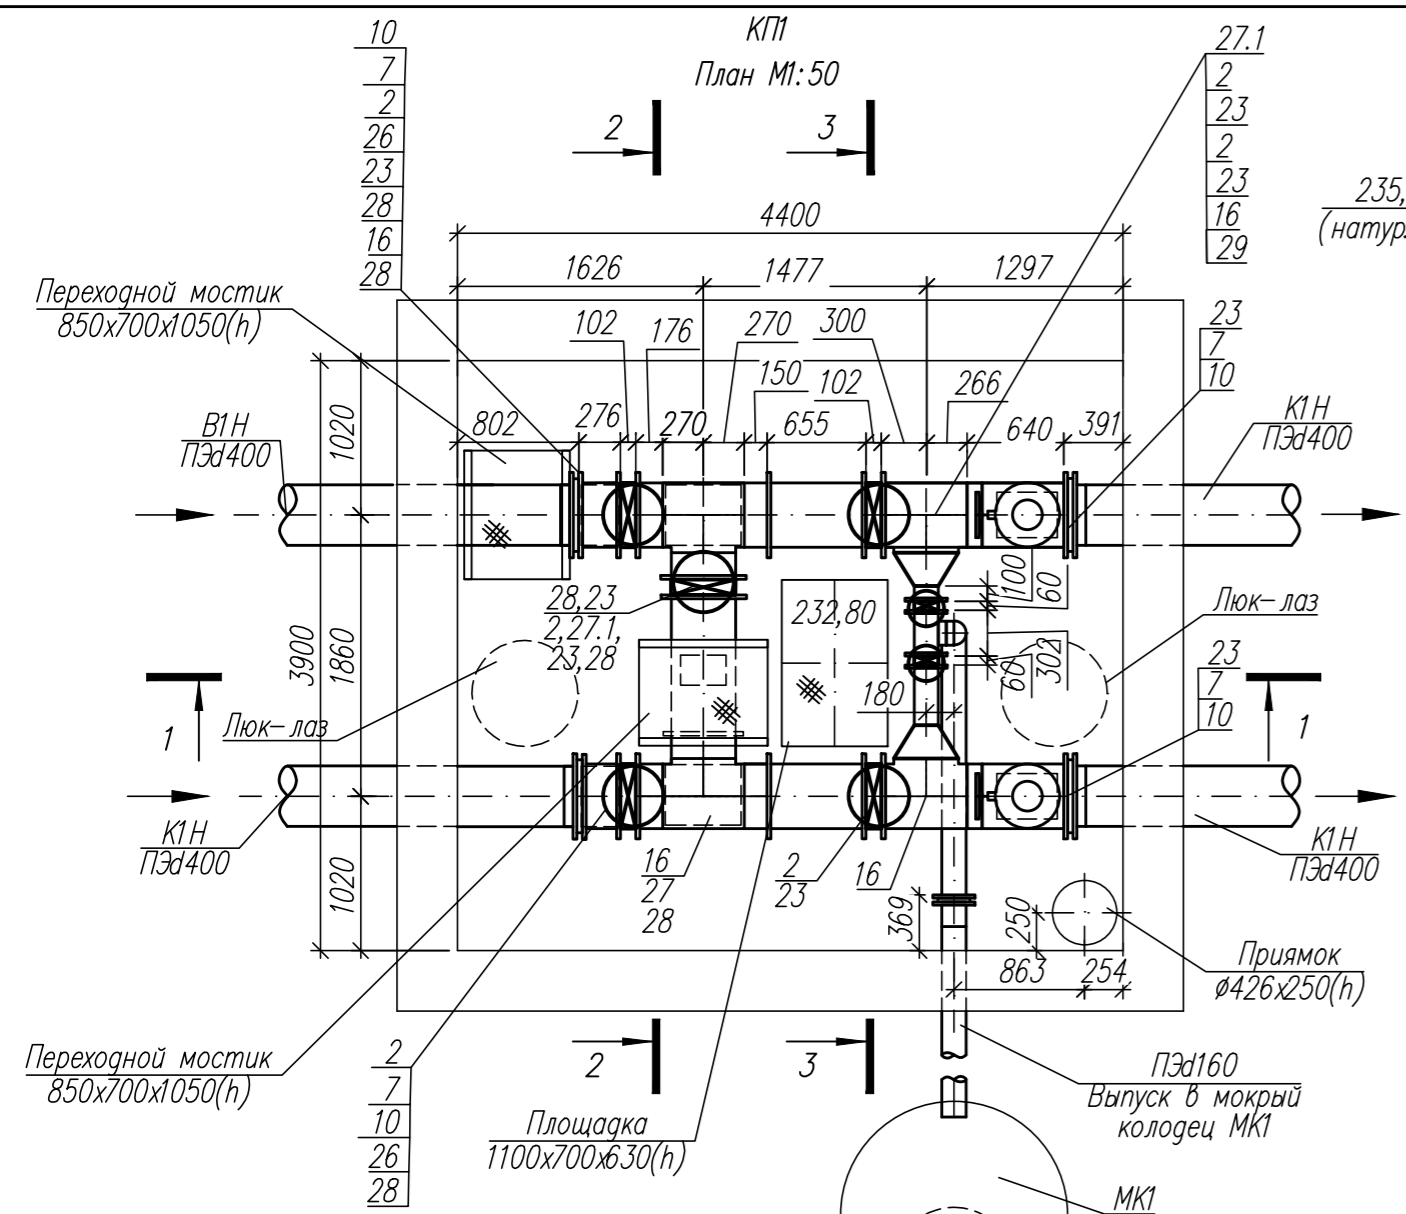 КП1
План М1:50
10
7
2
26
23
28
16
28
27.1
2
23
2
23
16
29
2
3
235,
(натур.
4400
1626
1477
1297
Переходной мостик
850х700х1050(h)
102
176
270
300
23
7
10
150
102
266
802
276
270
655
640
391
В1Н
ПЭd400
К1Н
ПЭd400
1020
3900
1860
1020
28,23
2,27.1,
23,28
232,80
100
60
60
302
180
Люк-лаз
Люк-лаз
23
7
10
1
1
К1Н
ПЭd400
К1Н
ПЭd400
16
27
28
2
23
16
369
250
863
254
Приямок
ø426х250(h)
Переходной мостик
850х700х1050(h)
2
7
10
26
28
2
3
Площадка
1100х700х630(h)
ПЭd160
Выпуск в мокрый
колодец МК1
МК1